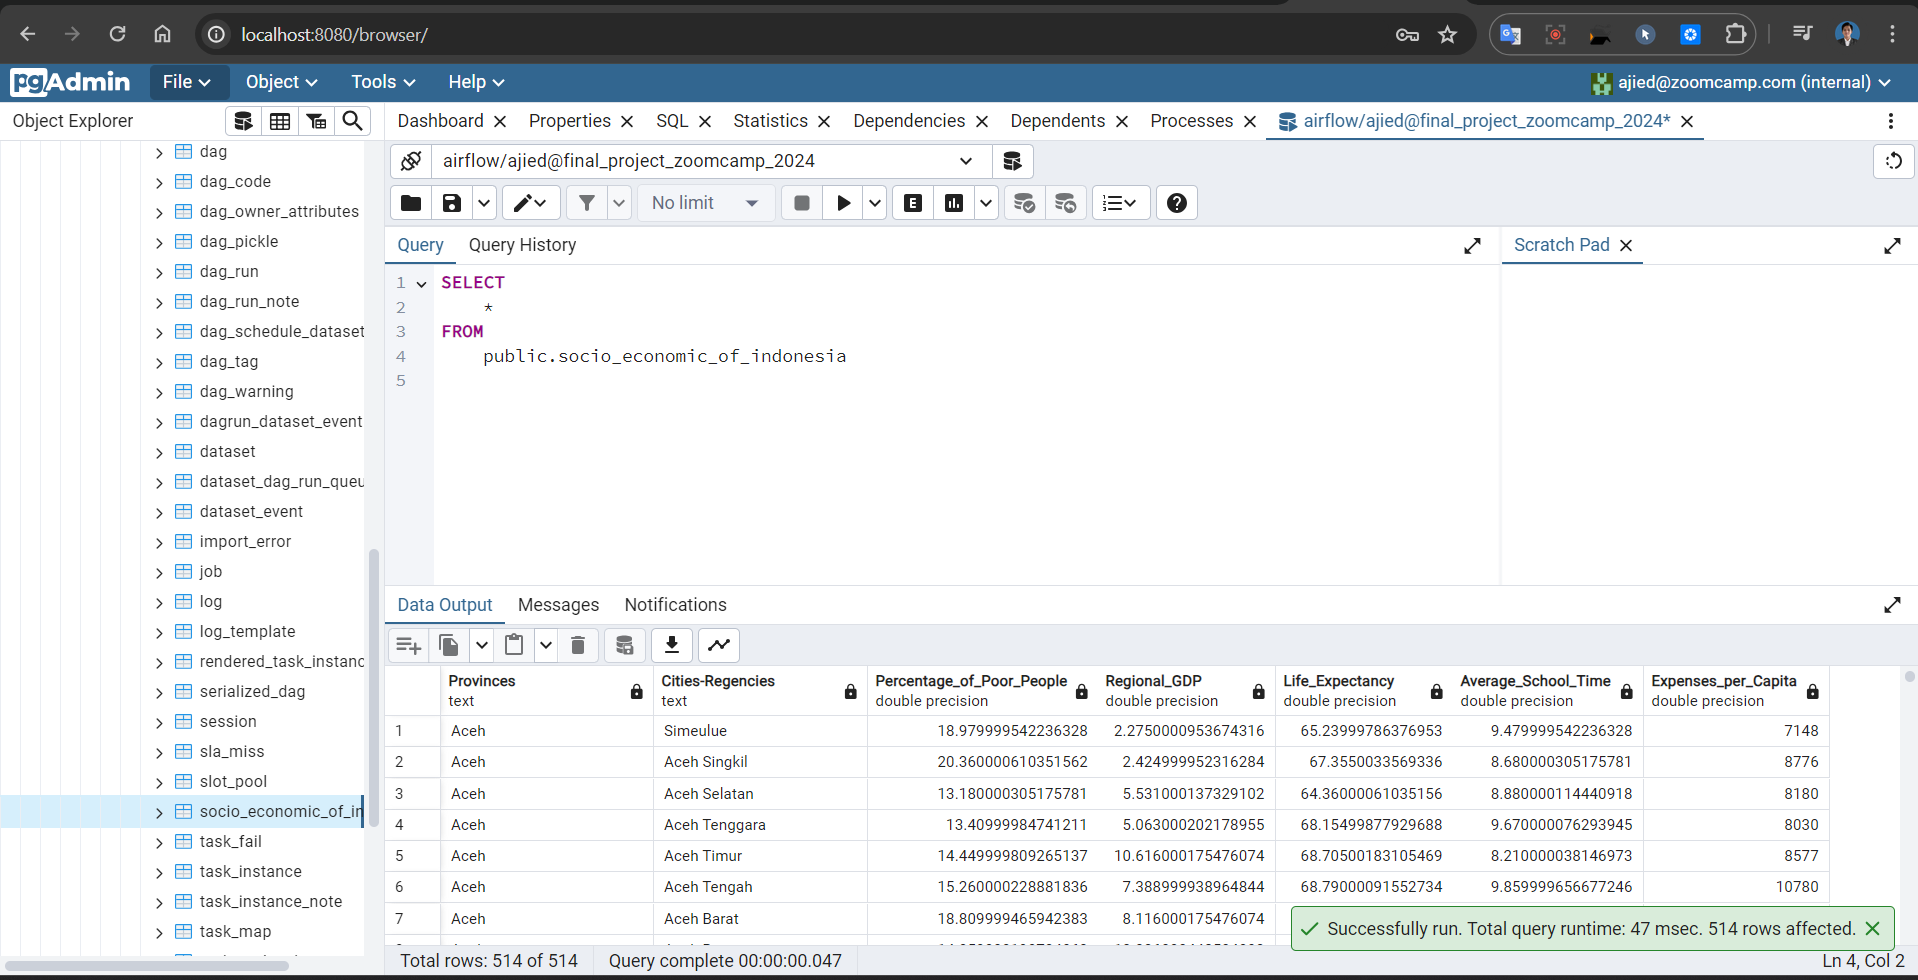 localhost:8080/browser/
pgAdmin File Object Tools Help ajied@zoomcamp.com (internal)
Object Explorer
Dashboard Properties SQL Statistics Dependencies Dependents Processes airflow/ajied@final_project_zoomcamp_2024*
airflow/ajied@final_project_zoomcamp_2024
No limit
E
Query Query History
Scratch Pad
1 SELECT
2 *
3 FROM
4 public.socio_economic_of_indonesia
5
dag
dag_code
dag_owner_attributes
dag_pickle
dag_run
dag_run_note
dag_schedule_dataset
dag_tag
dag_warning
dagrun_dataset_event
dataset
dataset_dag_run_queu
dataset_event
import_error
job
log
log_template
rendered_task_instanc
serialized_dag
session
sla_miss
slot_pool
socio_economic_of_in
task_fail
task_instance
task_instance_note
task_map
Data Output Messages Notifications
Provinces Cities-Regencies Percentage_of_Poor_People Regional_GDP Life_Expectancy Average_School_Time Expenses_per_Capita
text text double precision double precision double precision double precision double precision
1 Aceh Simeulue 18.979999542236328 2.2750000953674316 65.23999786376953 9.479999542236328 7148
2 Aceh Aceh Singkil 20.360000610351562 2.424999952316284 67.3550033569336 8.680000305175781 8776
3 Aceh Aceh Selatan 13.180000305175781 5.531000137329102 64.36000061035156 8.880000114440918 8180
4 Aceh Aceh Tenggara 13.40999984741211 5.063000202178955 68.15499877929688 9.670000076293945 8030
5 Aceh Aceh Timur 14.449999809265137 10.616000175476074 68.70500183105469 8.210000038146973 8577
6 Aceh Aceh Tengah 15.260000228881836 7.388999938964844 68.79000091552734 9.859999656677246 10780
7 Aceh Aceh Barat 18.809999465942383 8.116000175476074
Successfully run. Total query runtime: 47 msec. 514 rows affected.
Total rows: 514 of 514 Query complete 00:00:00.047 Ln 4, Col 2